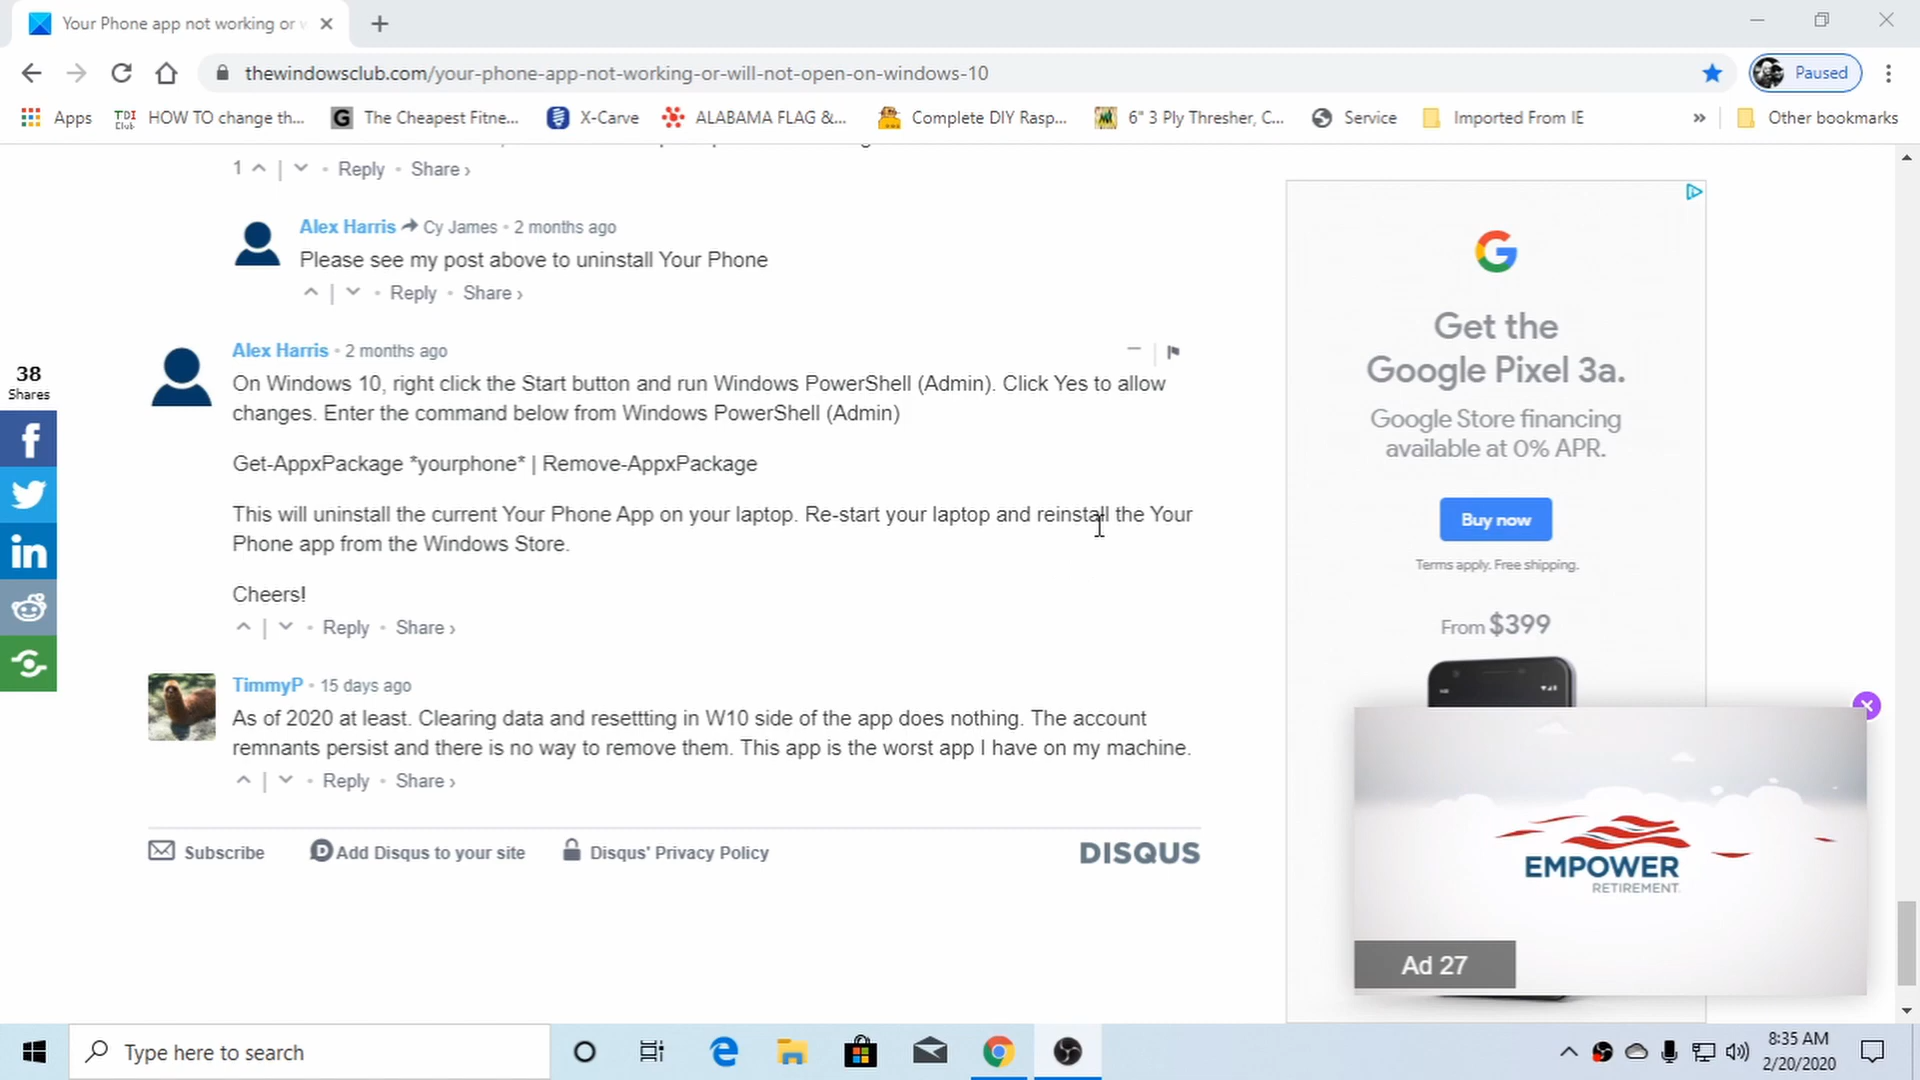 Your Phone app not working or w
thewindowsclub.com/your-phone-app-not-working-or-will-not-open-on-windows-10
Paused
Apps
TDI Club
HOW TO change th...
G
The Cheapest Fitne...
X-Carve
ALABAMA FLAG &...
Complete DIY Rasp...
6" 3 Ply Thresher, C...
Service
Imported From IE
»
Other bookmarks
1
• Reply • Share ›
Alex Harris Cy James • 2 months ago
Please see my post above to uninstall Your Phone
• Reply • Share ›
Alex Harris • 2 months ago
On Windows 10, right click the Start button and run Windows PowerShell (Admin). Click Yes to allow
changes. Enter the command below from Windows PowerShell (Admin)
Get-AppxPackage *yourphone* | Remove-AppxPackage
This will uninstall the current Your Phone App on your laptop. Re-start your laptop and reinstall the Your
Phone app from the Windows Store.
Cheers!
• Reply • Share ›
TimmyP • 15 days ago
As of 2020 at least. Clearing data and resettting in W10 side of the app does nothing. The account
remnants persist and there is no way to remove them. This app is the worst app I have on my machine.
• Reply • Share ›
Subscribe
Add Disqus to your site
Disqus' Privacy Policy
DISQUS
38
Shares
Get the
Google Pixel 3a.
Google Store financing
available at 0% APR.
Buy now
Terms apply. Free shipping.
From $399
EMPOWER
RETIREMENT
Ad 27
Type here to search
8:35 AM
2/20/2020